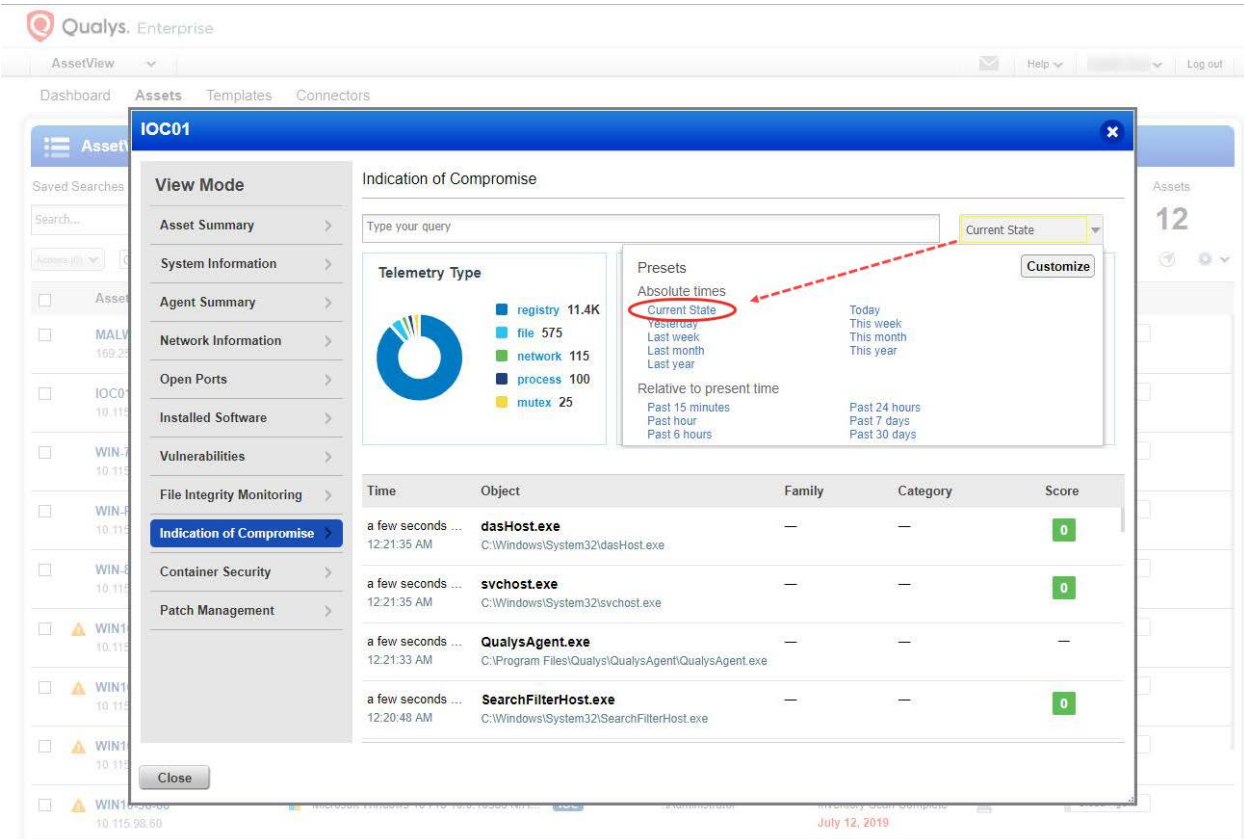 Qualys. Enterprise
AssetView
Help
Log out
Dashboard Assets Templates Connectors
IOC01
Saved Searches
Search...
Assets
12
View Mode
Asset Summary
System Information
Agent Summary
Network Information
Open Ports
Installed Software
Vulnerabilities
File Integrity Monitoring
Indication of Compromise
Container Security
Patch Management
Indication of Compromise
Type your query
Current State
Telemetry Type
registry 11.4K
file 575
network 115
process 100
mutex 25
Presets
Customize
Absolute times
Current State Today
Yesterday This week
Last week This month
Last month This year
Last year
Relative to present time
Past 15 minutes Past 24 hours
Past hour Past 7 days
Past 6 hours Past 30 days
Time Object Family Category Score
a few seconds ... dasHost.exe — — 0
12:21:35 AM C:\Windows\System32\dasHost.exe
a few seconds ... svchost.exe — — 0
12:21:35 AM C:\Windows\System32\svchost.exe
a few seconds ... QualysAgent.exe — — —
12:21:33 AM C:\Program Files\Qualys\QualysAgent\QualysAgent.exe
a few seconds ... SearchFilterHost.exe — — 0
12:20:48 AM C:\Windows\System32\SearchFilterHost.exe
Close
10.115.98.60
July 12, 2019